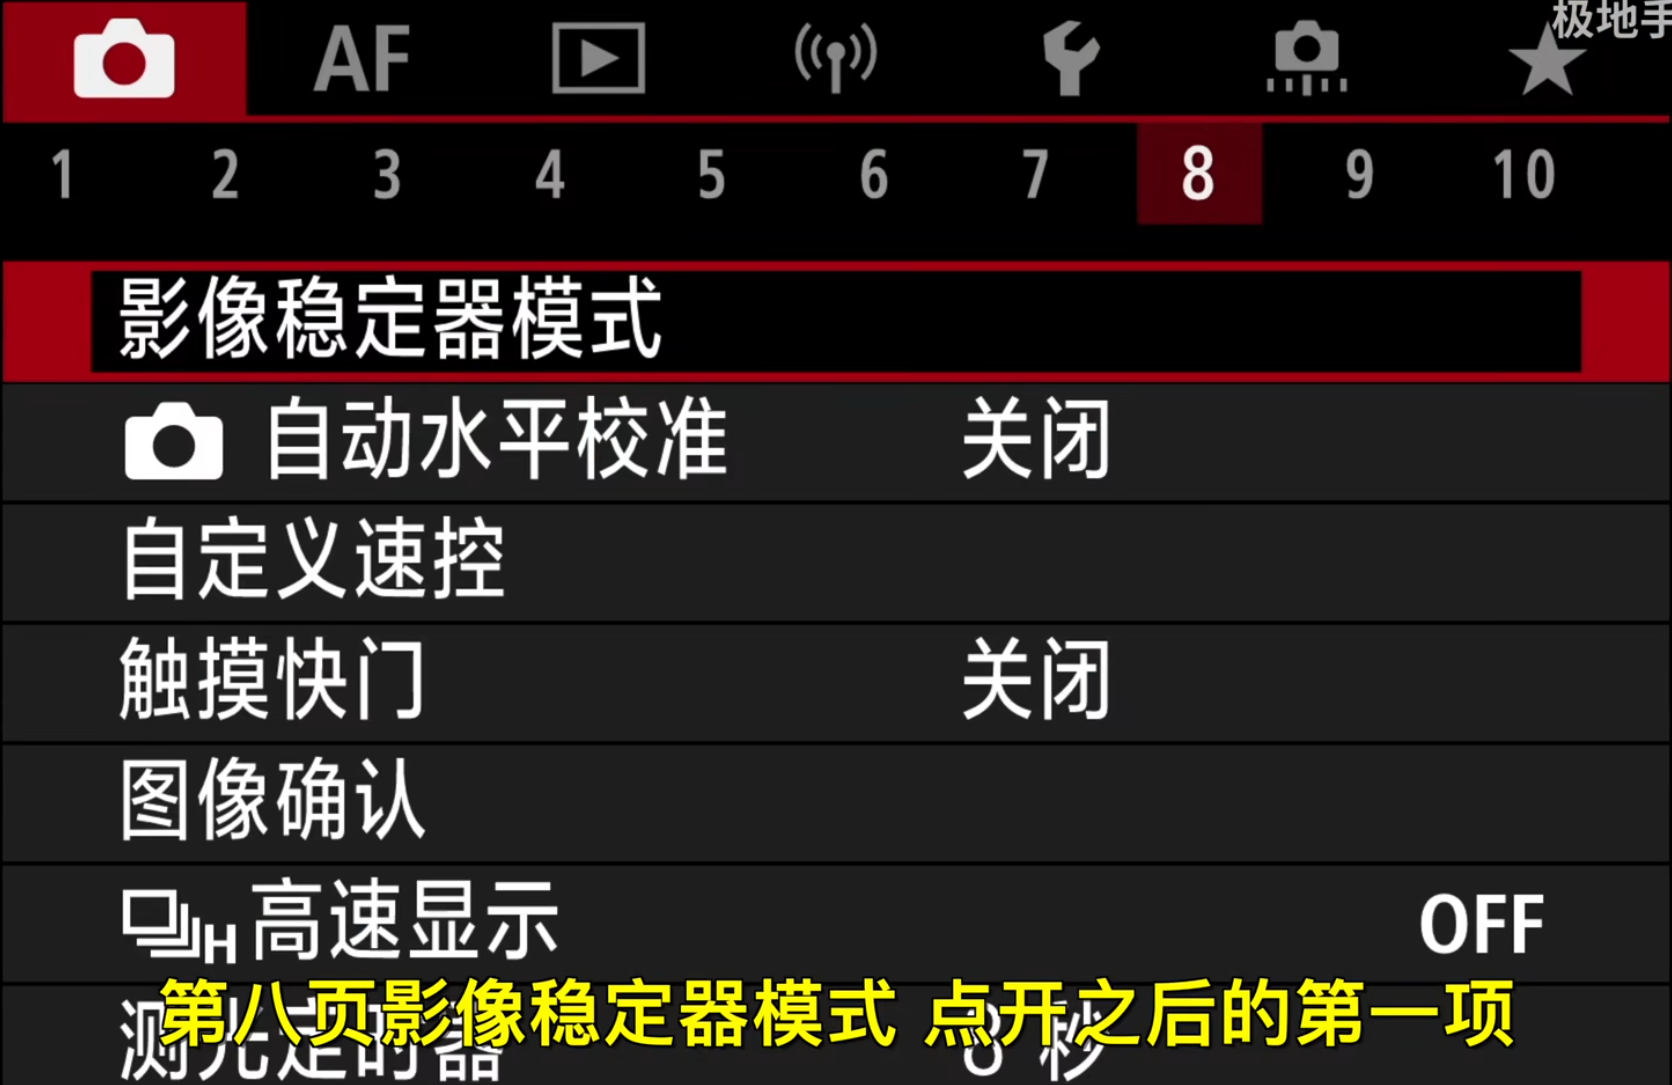 极地手
AF
1 2 3 4 5 6 7 8 9 10
影像稳定器模式
自动水平校准 关闭
自定义速控
触摸快门 关闭
图像确认
H高速显示 OFF
测光定时器 8 秒
第八页影像稳定器模式 点开之后的第一项